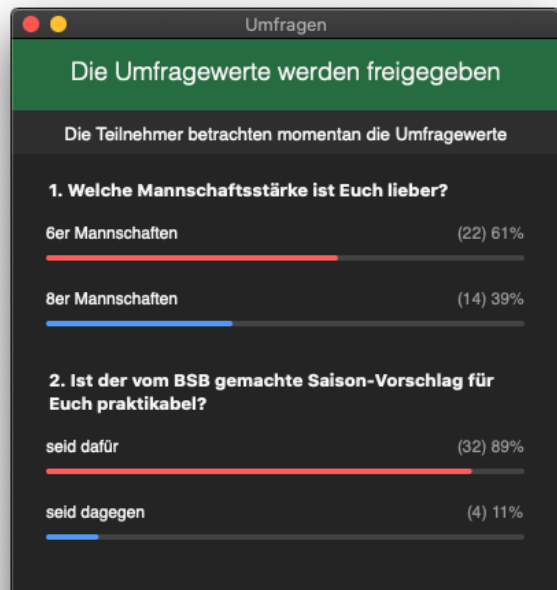 Umfragen
Die Umfragewerte werden freigegeben
Die Teilnehmer betrachten momentan die Umfragewerte
1. Welche Mannschaftsstärke ist Euch lieber?
6er Mannschaften (22) 61%
8er Mannschaften (14) 39%
2. Ist der vom BSB gemachte Saison-Vorschlag für
Euch praktikabel?
seid dafür (32) 89%
seid dagegen (4) 11%